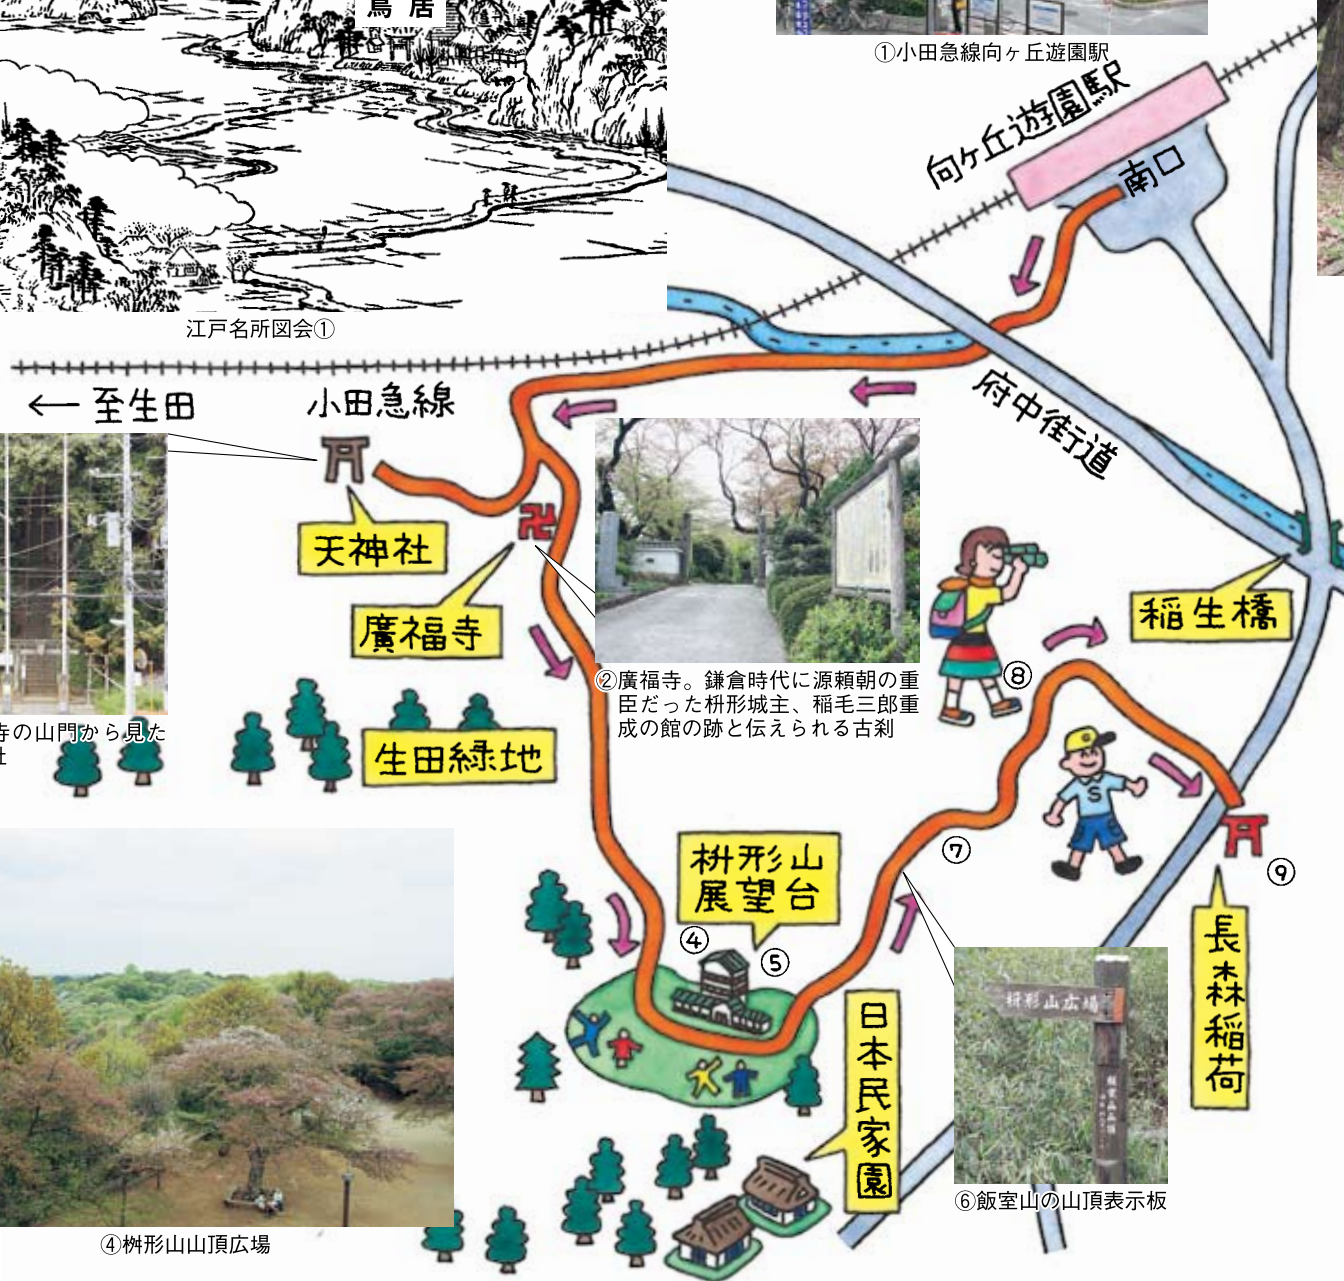 鳥居
①小田急線向ヶ丘遊園駅
向ヶ丘遊園駅
南口
江戸名所図会①
←至生田
小田急線
府中街道
天神社
廣福寺
稲生橋
②廣福寺。鎌倉時代に源頼朝の重
臣だった枡形城主、稲毛三郎重
成の館の跡と伝えられる古刹
⑧
寺の山門から見た
社
生田緑地
S
枡形山
展望台
④
⑤
⑦
⑨
長森稲荷
日本民家園
枡形山広場
⑥飯室山の山頂表示板
④桝形山山頂広場